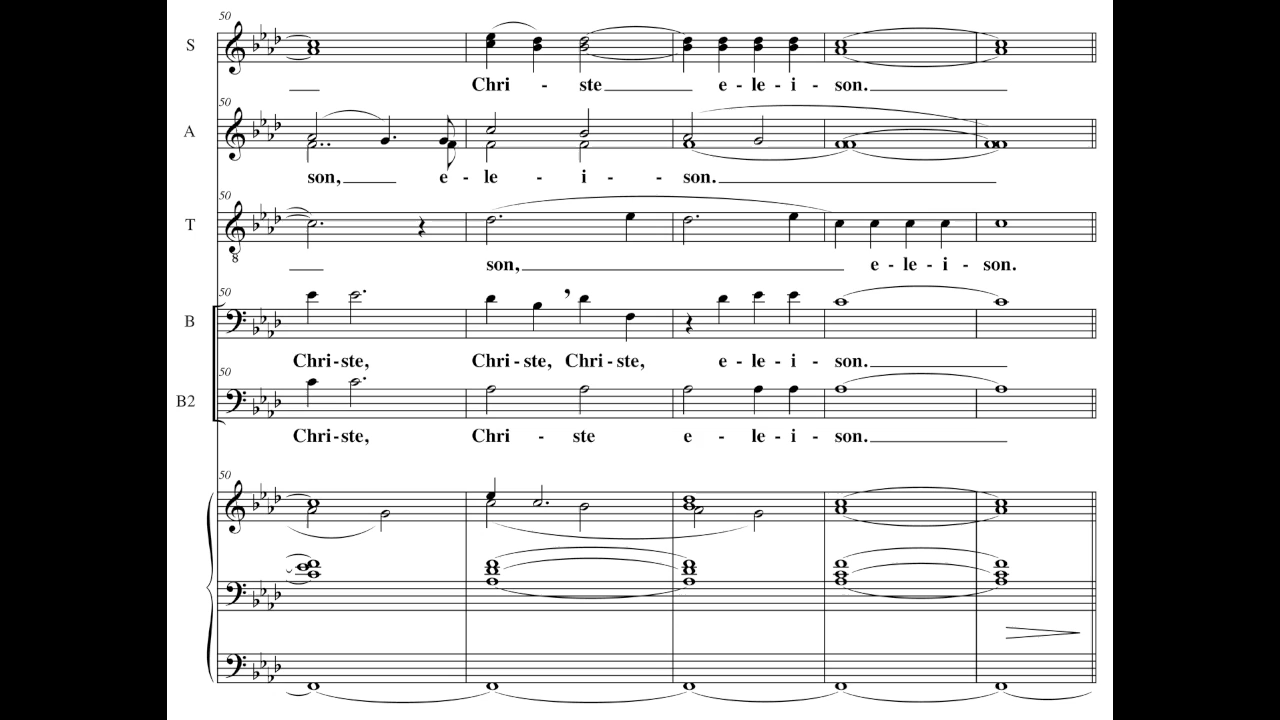 50
S
Chri - ste e - le - i - son.
50
A
son, e - le - i - son.
50
T
8
son, e - le - i - son.
50
B
Chri - ste, Chri - ste, Chri - ste, e - le - i - son.
50
B2
Chri - ste, Chri - ste e - le - i - son.
50